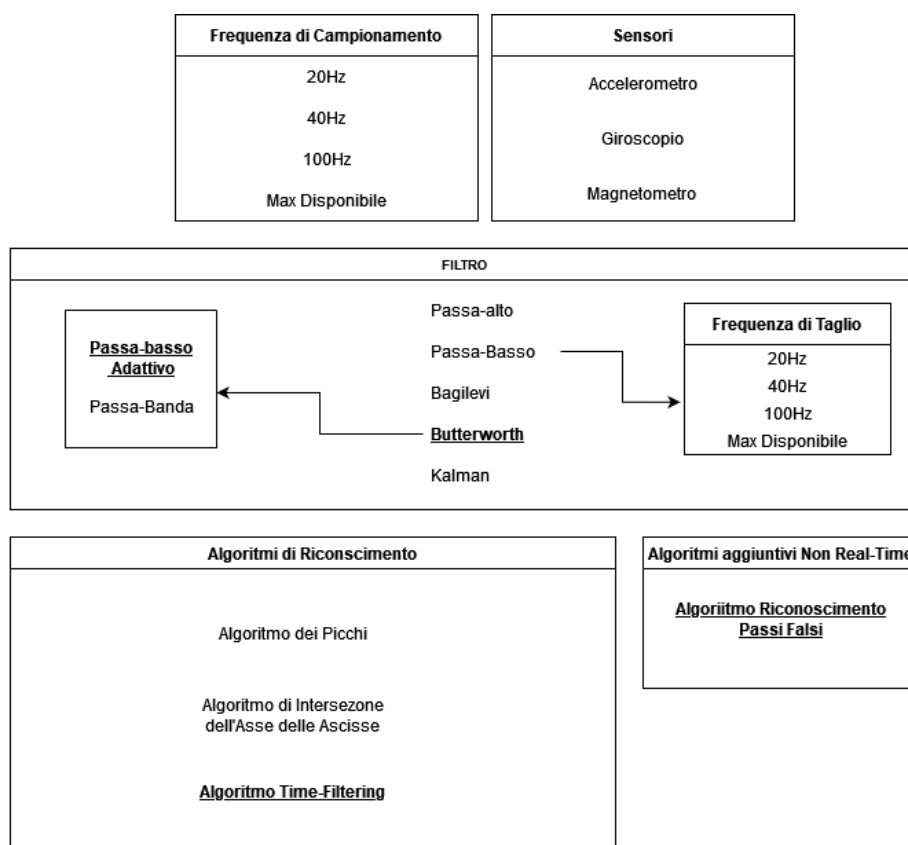 Frequenza di Campionamento
20Hz
40Hz
100Hz
Max Disponibile
Sensori
Accelerometro
Giroscopio
Magnetometro
FILTRO
Passa-basso
Adattivo
Passa-Banda
Passa-alto
Passa-Basso
Bagilevi
Butterworth
Kalman
Frequenza di Taglio
20Hz
40Hz
100Hz
Max Disponibile
Algoritmi di Riconscimento
Algoritmo dei Picchi
Algoritmo di Intersezone
dell'Asse delle Ascisse
Algoritmo Time-Filtering
Algoritmi aggiuntivi Non Real-Time
Algoriitmo Riconoscimento
Passi Falsi